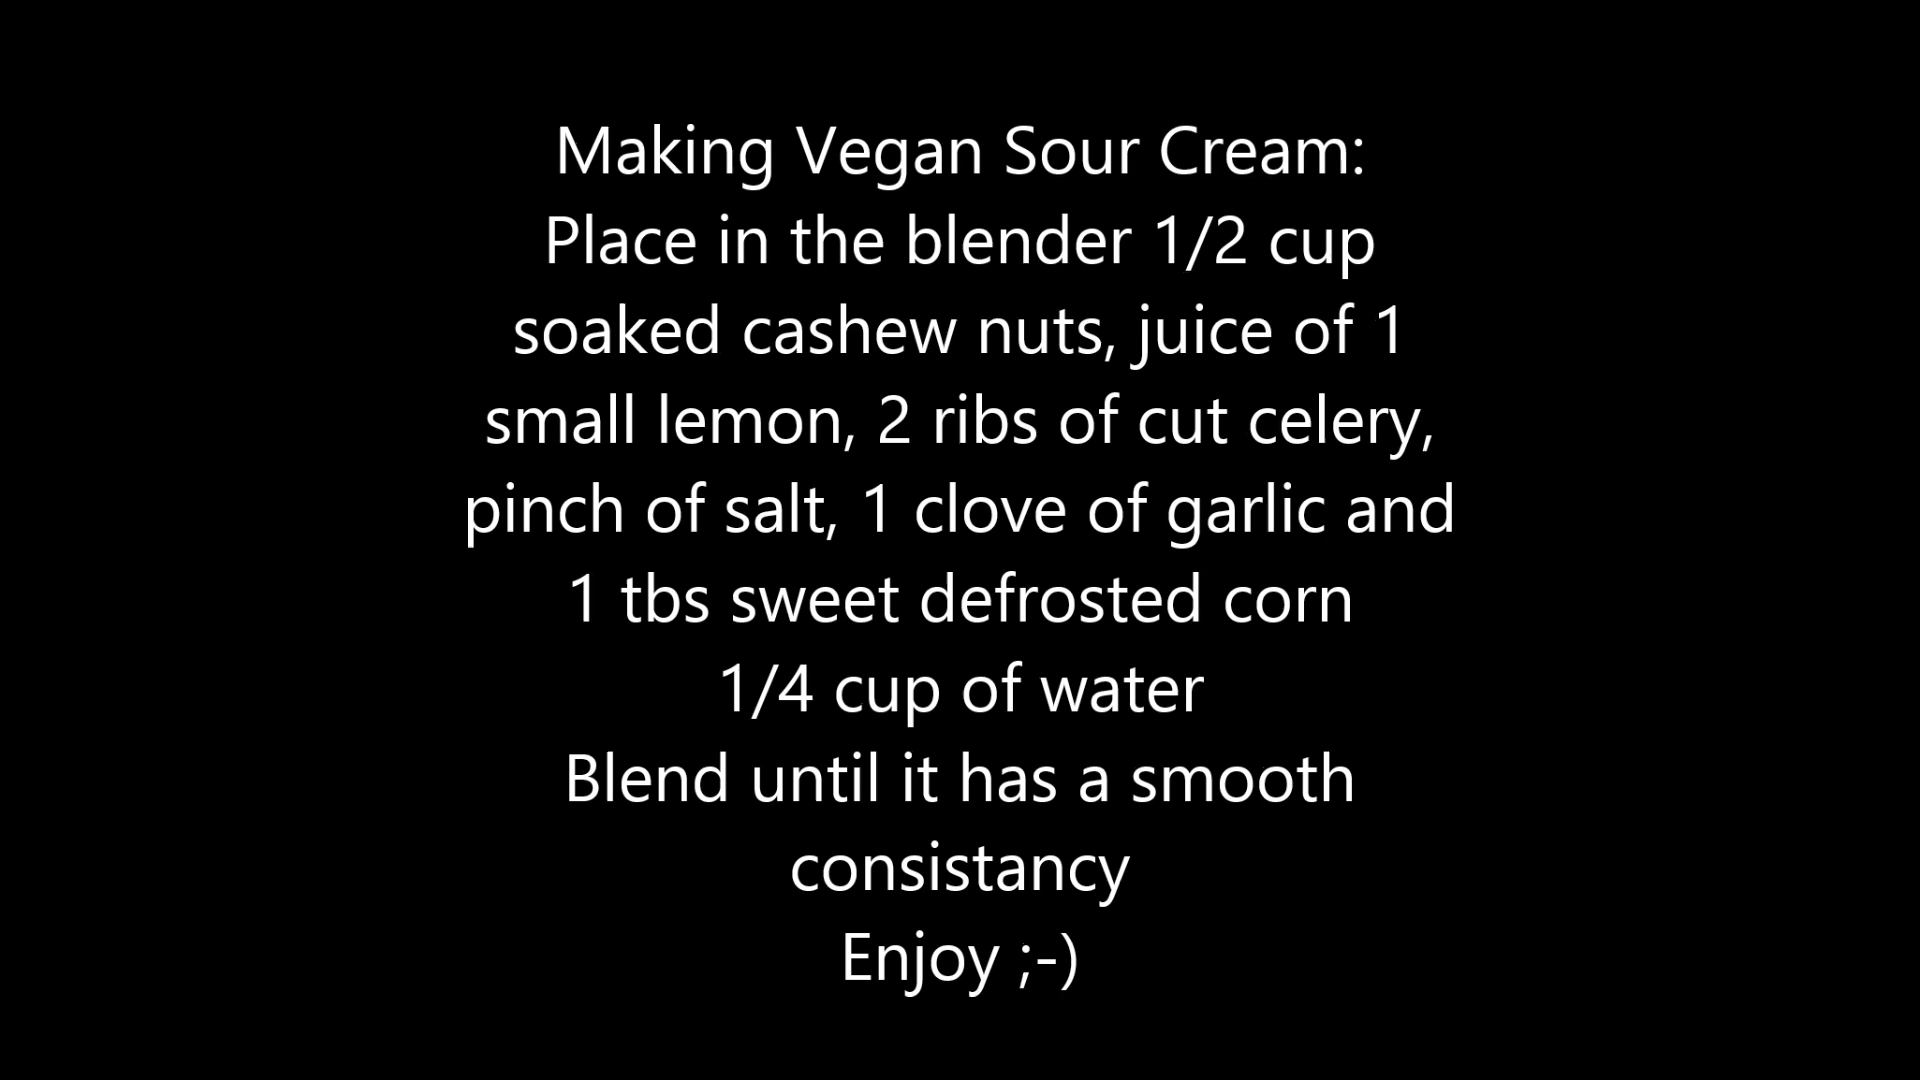 Making Vegan Sour Cream:
Place in the blender 1/2 cup
soaked cashew nuts, juice of 1
small lemon, 2 ribs of cut celery,
pinch of salt, 1 clove of garlic and
1 tbs sweet defrosted corn
1/4 cup of water
Blend until it has a smooth
consistancy
Enjoy ;-)